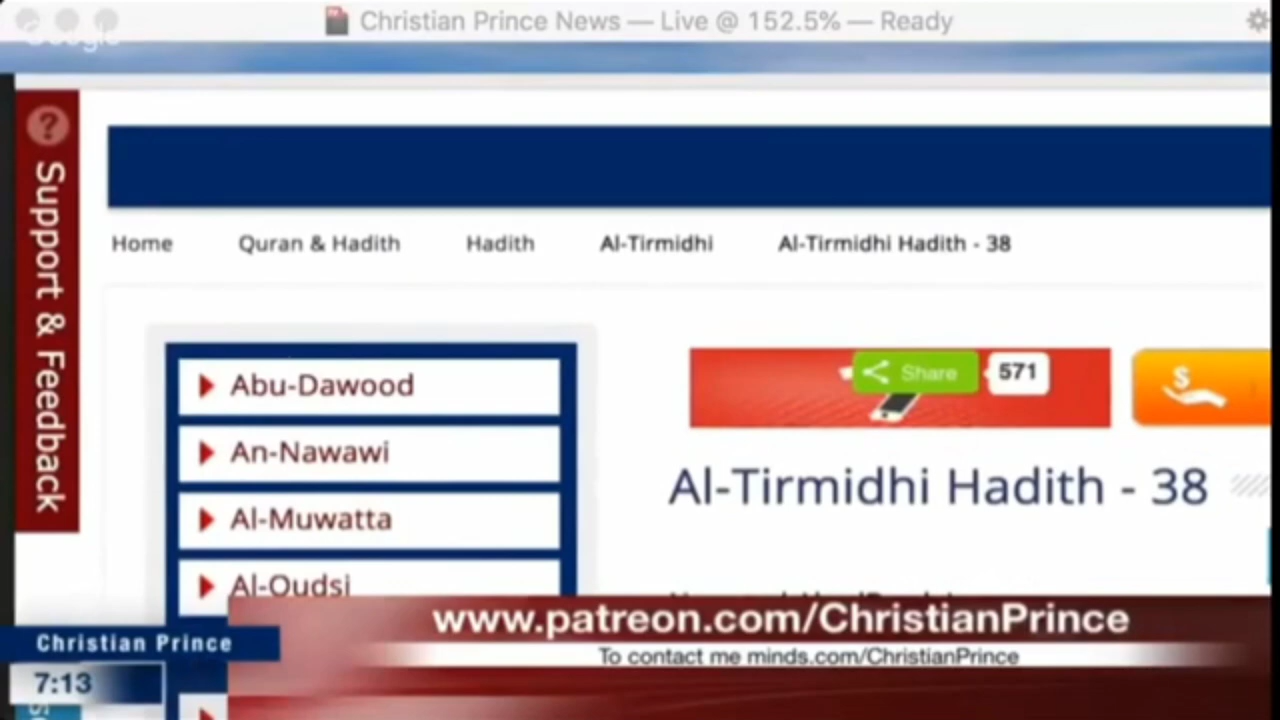 Christian Prince News — Live @ 152.5% — Ready
Google
? Support & Feedback
Home Quran & Hadith Hadith Al-Tirmidhi Al-Tirmidhi Hadith - 38
Abu-Dawood
An-Nawawi
Al-Muwatta
Al-Qudsi
Share 571
$
Al-Tirmidhi Hadith - 38
www.patreon.com/ChristianPrince
To contact me minds.com/ChristianPrince
Christian Prince
7:13